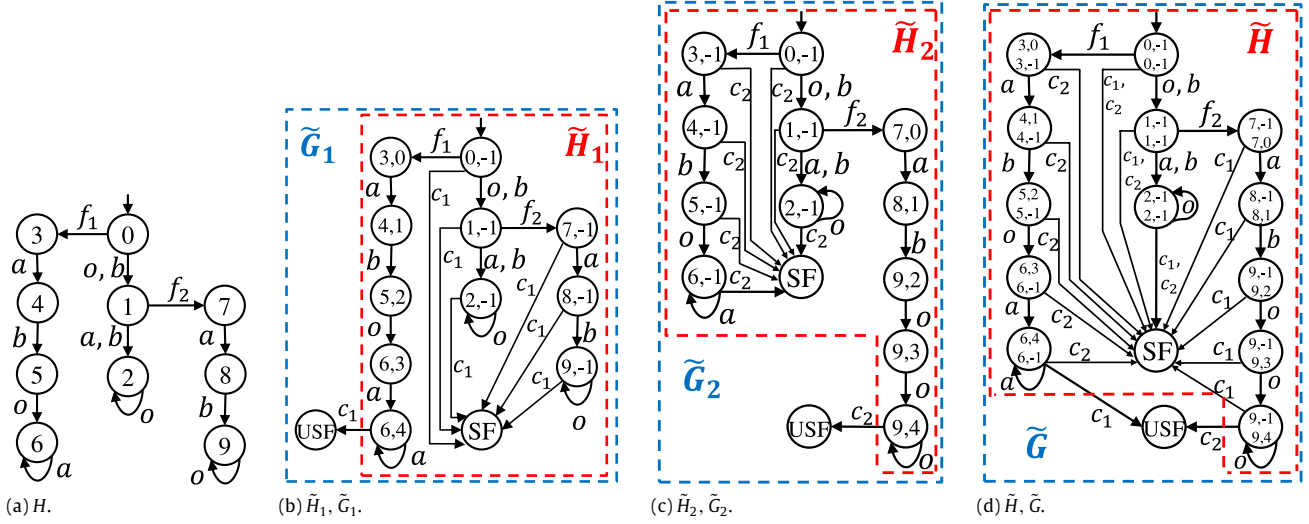 f₁
3
0
a
o, b
4
1
f₂
7
b
a, b
a
5
2
8
o
o
b
6
a
9
o
(a) H.
G̃₁
H̃₁
f₁
3,0
0,-1
a
c₁
o, b
4,1
1,-1
f₂
7,-1
b
c₁
a, b
c₁
a
5,2
2,-1
8,-1
o
o
b
6,3
c₁
c₁
9,-1
a
o
USF
c₁
6,4
SF
a
(b) H̃₁, G̃₁.
H̃₂
f₁
3,-1
0,-1
a
c₂
c₂
o, b
4,-1
1,-1
f₂
7,0
b
c₂
c₂
a, b
a
5,-1
2,-1
8,1
o
c₂
c₂
o
b
6,-1
c₂
SF
9,2
a
o
G̃₂
9,3
o
USF
c₂
9,4
o
(c) H̃₂, G̃₂.
H̃
f₁
3,0
3,-1
0,-1
0,-1
a
c₁,
c₂
o, b
4,1
4,-1
1,-1
1,-1
f₂
7,-1
7,0
b
c₂
c₁,
c₂
a, b
c₁
a
5,2
5,-1
2,-1
2,-1
8,-1
8,1
o
c₂
o
c₁
b
6,3
6,-1
c₁,
c₂
9,-1
9,2
a
c₂
c₁
o
6,4
6,-1
c₂
SF
c₁
9,-1
9,3
a
c₁
c₁
o
G̃
USF
c₂
9,-1
9,4
o
(d) H̃, G̃.